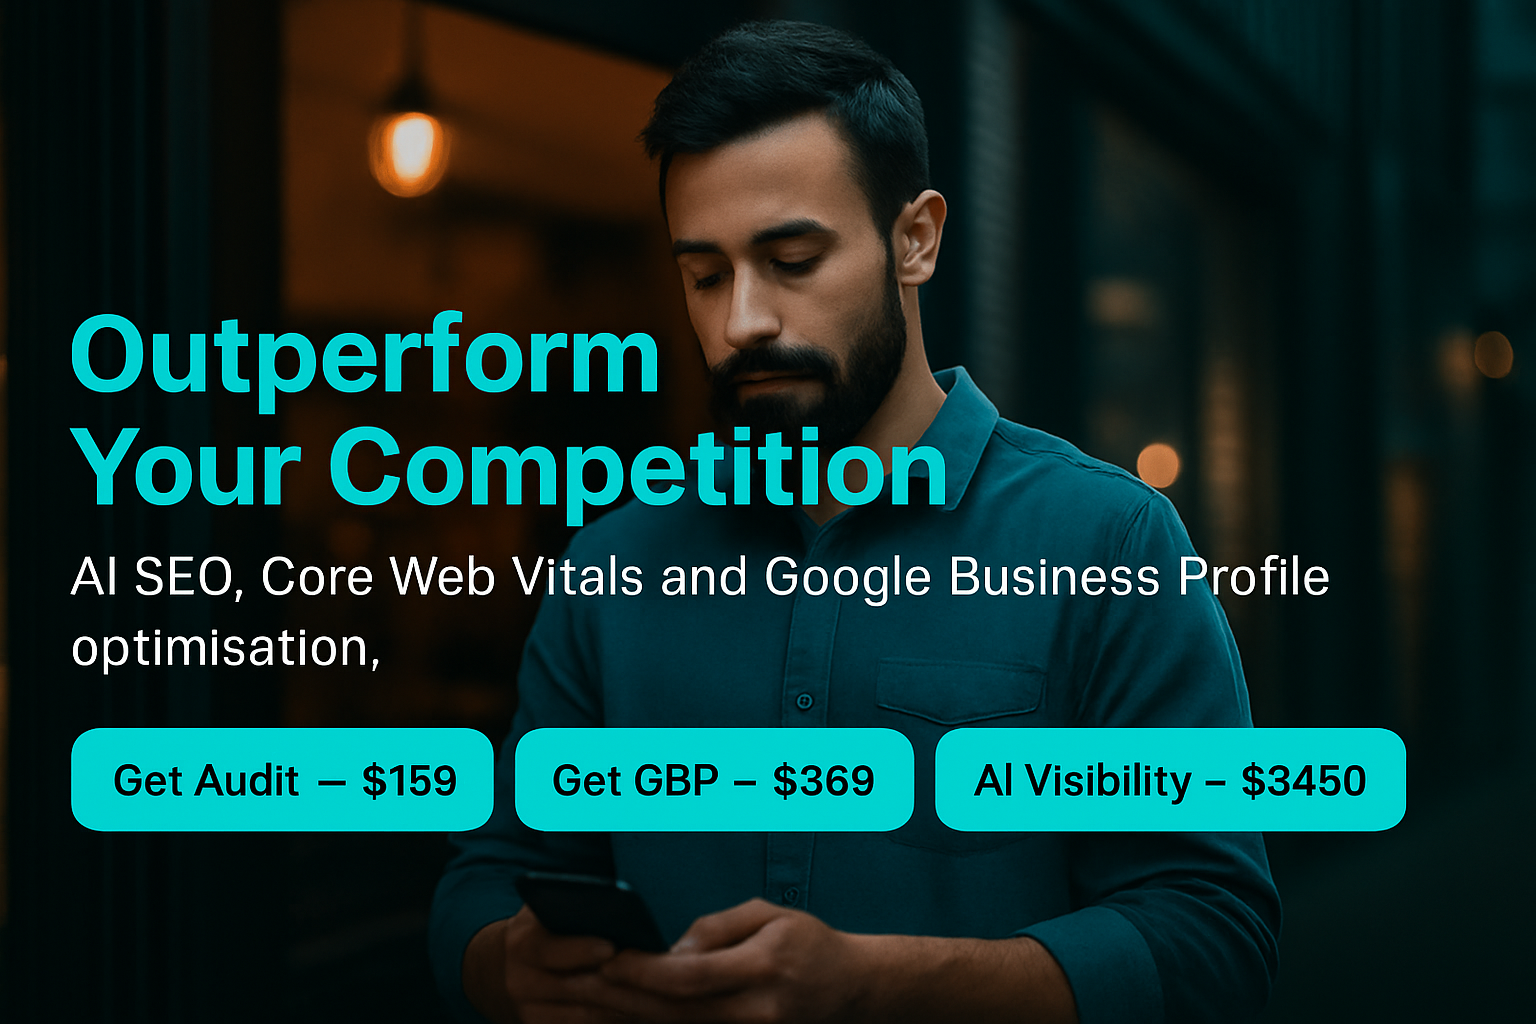 Outperform
Your Competition
AI SEO, Core Web Vitals and Google Business Profile
optimisation,
Get Audit – $159
Get GBP – $369
AI Visibility – $3450